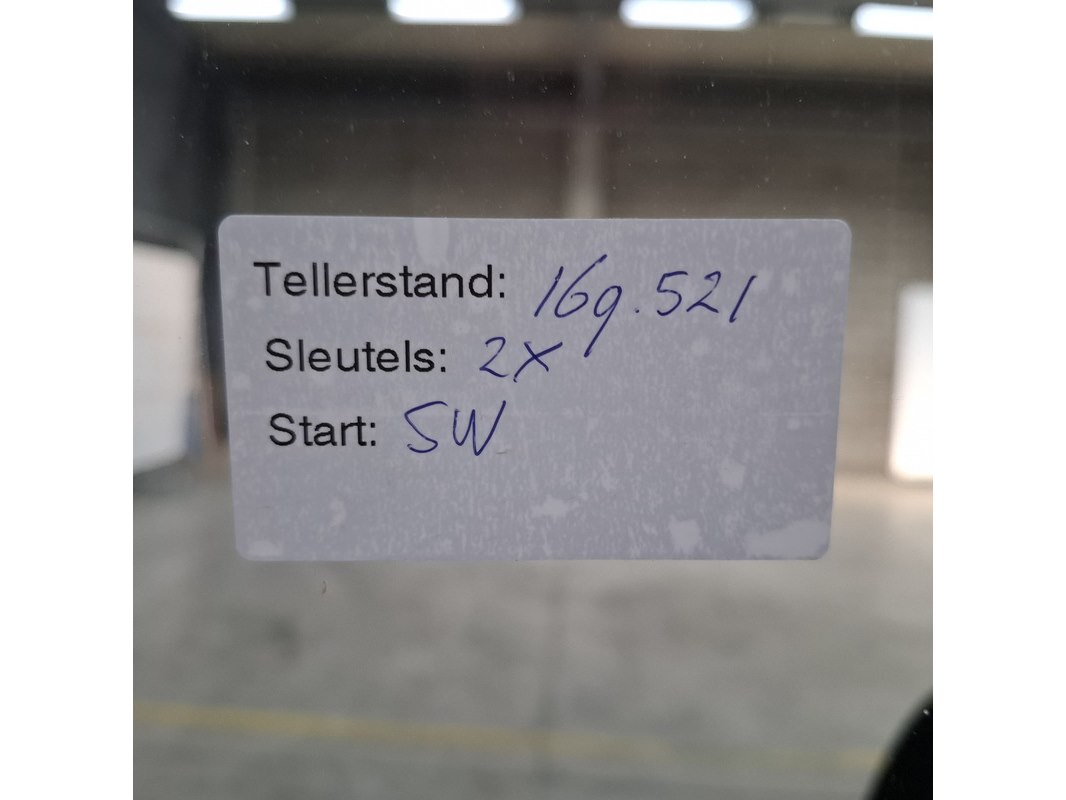 Tellerstand: 169.521
Sleutels: 2x
Start: SW